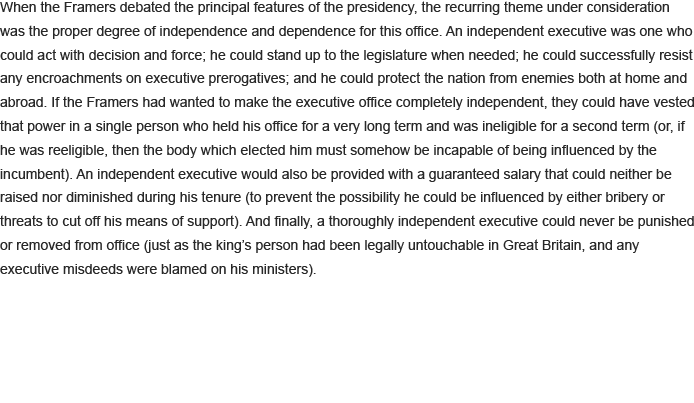 When the Framers debated the principal features of the presidency, the recurring theme under consideration
was the proper degree of independence and dependence for this office. An independent executive was one who
could act with decision and force; he could stand up to the legislature when needed; he could successfully resist
any encroachments on executive prerogatives; and he could protect the nation from enemies both at home and
abroad. If the Framers had wanted to make the executive office completely independent, they could have vested
that power in a single person who held his office for a very long term and was ineligible for a second term (or, if
he was reeligible, then the body which elected him must somehow be incapable of being influenced by the
incumbent). An independent executive would also be provided with a guaranteed salary that could neither be
raised nor diminished during his tenure (to prevent the possibility he could be influenced by either bribery or
threats to cut off his means of support). And finally, a thoroughly independent executive could never be punished
or removed from office (just as the king’s person had been legally untouchable in Great Britain, and any
executive misdeeds were blamed on his ministers).